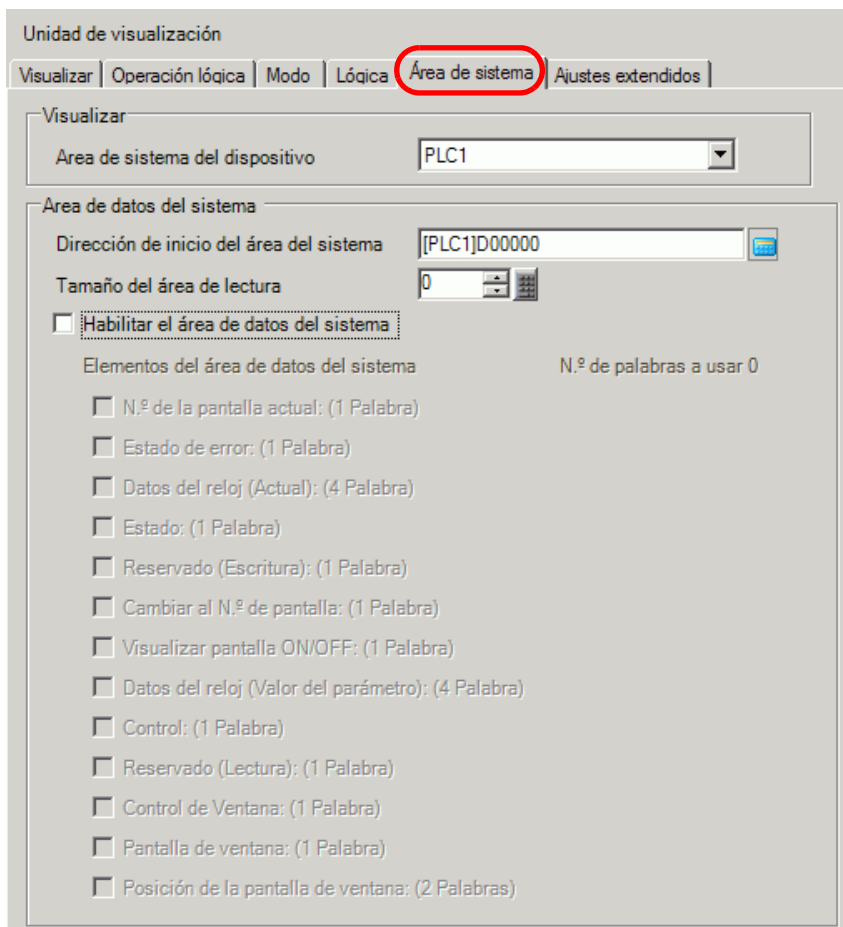 Unidad de visualización
Visualizar Operación lógica Modo Lógica Área de sistema Ajustes extendidos
Visualizar
Area de sistema del dispositivo PLC1
Area de datos del sistema
Dirección de inicio del área del sistema [PLC1]D00000
Tamaño del área de lectura 0
Habilitar el área de datos del sistema
Elementos del área de datos del sistema N.º de palabras a usar 0
N.º de la pantalla actual: (1 Palabra)
Estado de error: (1 Palabra)
Datos del reloj (Actual): (4 Palabra)
Estado: (1 Palabra)
Reservado (Escritura): (1 Palabra)
Cambiar al N.º de pantalla: (1 Palabra)
Visualizar pantalla ON/OFF: (1 Palabra)
Datos del reloj (Valor del parámetro): (4 Palabra)
Control: (1 Palabra)
Reservado (Lectura): (1 Palabra)
Control de Ventana: (1 Palabra)
Pantalla de ventana: (1 Palabra)
Posición de la pantalla de ventana: (2 Palabras)